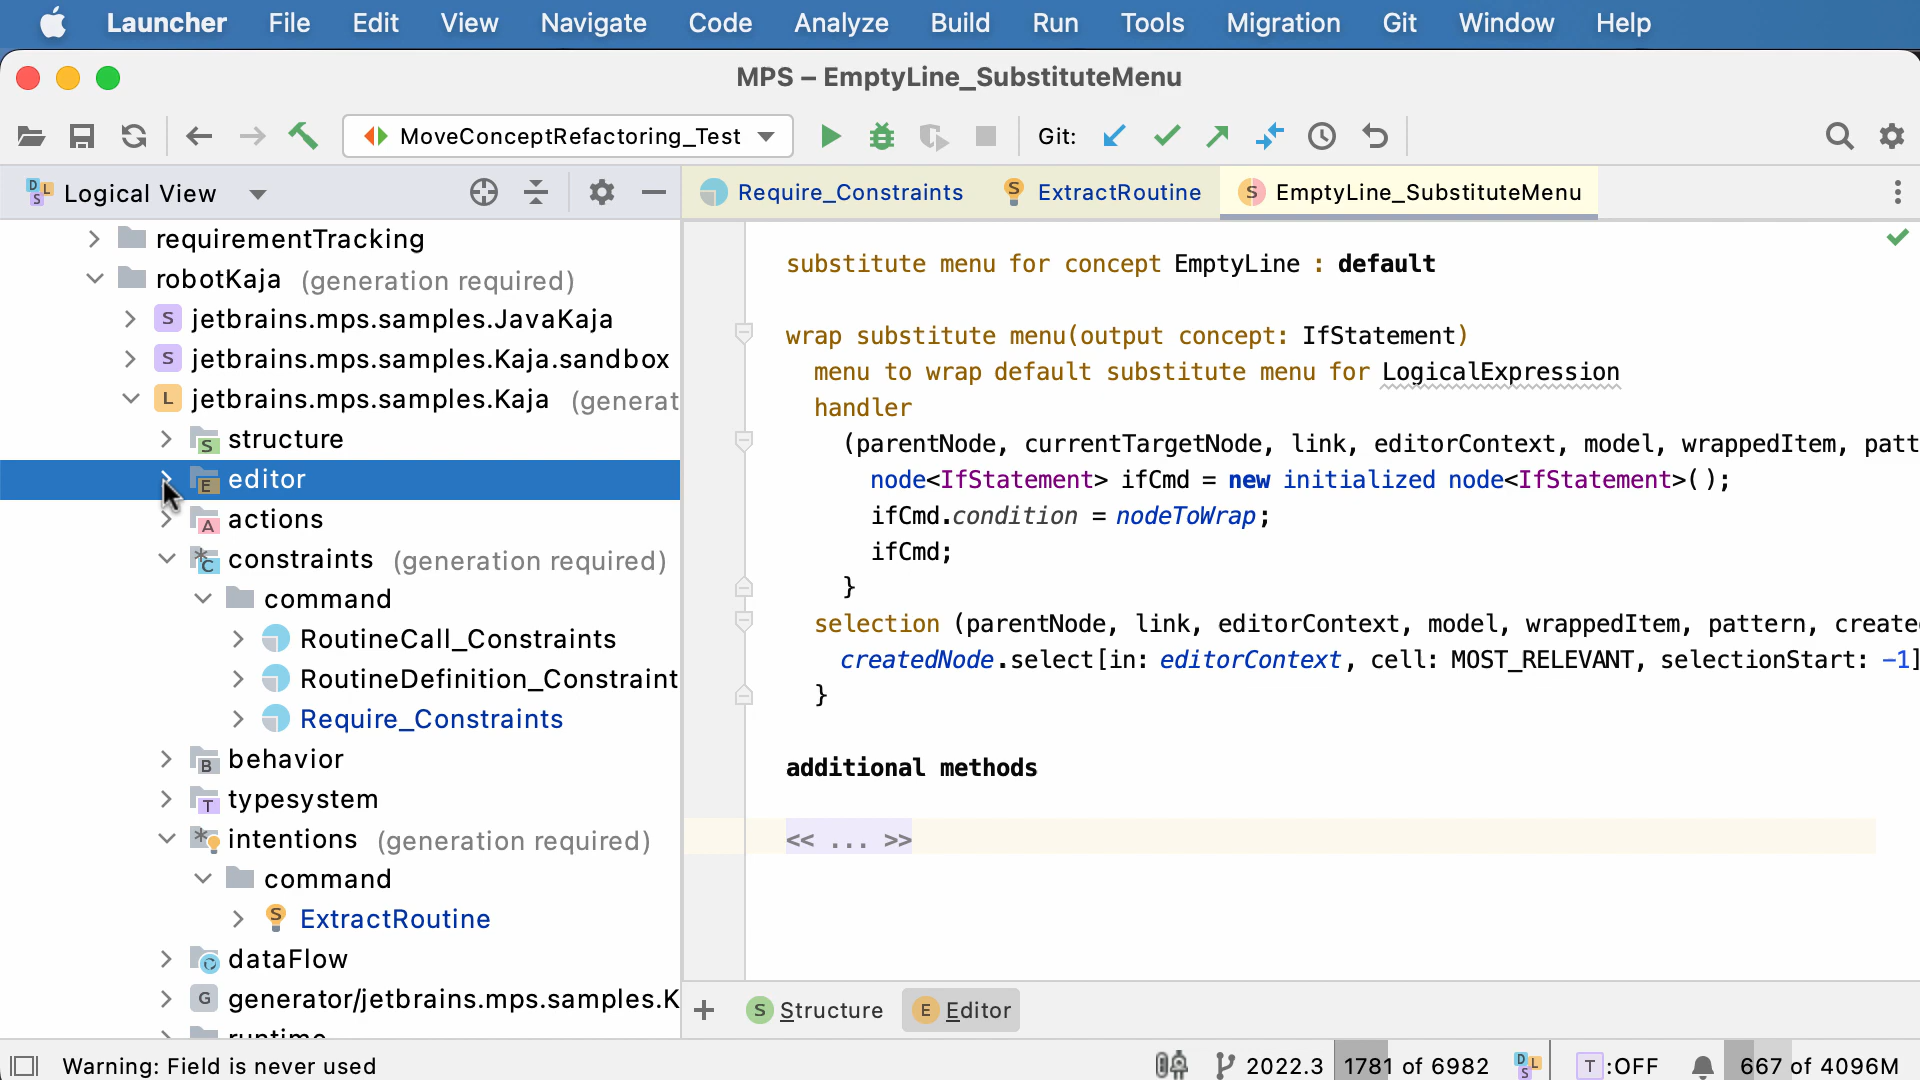 Launcher File Edit View Navigate Code Analyze Build Run Tools Migration Git Window Help
MPS – EmptyLine_SubstituteMenu
MoveConceptRefactoring_Test Git:
Logical View
Require_Constraints ExtractRoutine EmptyLine_SubstituteMenu
requirementTracking
robotKaja (generation required)
jetbrains.mps.samples.JavaKaja
jetbrains.mps.samples.Kaja.sandbox
jetbrains.mps.samples.Kaja (generat
structure
editor
actions
constraints (generation required)
command
RoutineCall_Constraints
RoutineDefinition_Constraint
Require_Constraints
behavior
typesystem
intentions (generation required)
command
ExtractRoutine
dataFlow
generator/jetbrains.mps.samples.K
runtime
substitute menu for concept EmptyLine : default
wrap substitute menu(output concept: IfStatement)
menu to wrap default substitute menu for LogicalExpression
handler
(parentNode, currentTargetNode, link, editorContext, model, wrappedItem, patt
node<IfStatement> ifCmd = new initialized node<IfStatement>();
ifCmd.condition = nodeToWrap;
ifCmd;
}
selection (parentNode, link, editorContext, model, wrappedItem, pattern, create
createdNode.select[in: editorContext, cell: MOST_RELEVANT, selectionStart: -1]
}
additional methods
<< ... >>
+ S Structure E Editor
Warning: Field is never used
2022.3 1781 of 6982 T :OFF 667 of 4096M